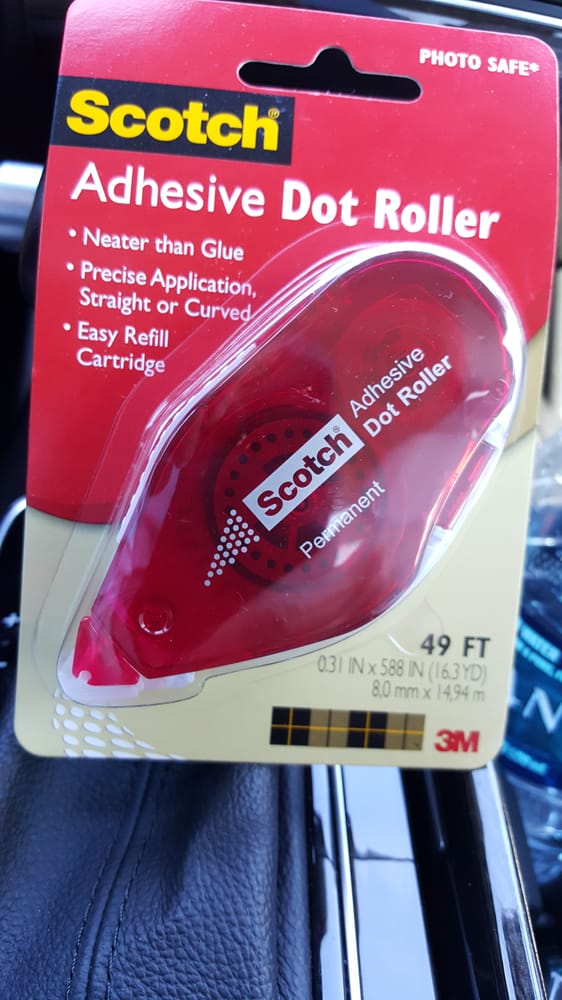 PHOTO SAFE*
Scotch®
Adhesive Dot Roller
• Neater than Glue
• Precise Application,
Straight or Curved
• Easy Refill
Cartridge
Adhesive
Dot Roller
Scotch®
Permanent
49 FT
0.31 IN x 588 IN (16.3 YD)
8,0 mm x 14,94 m
3M
WATER